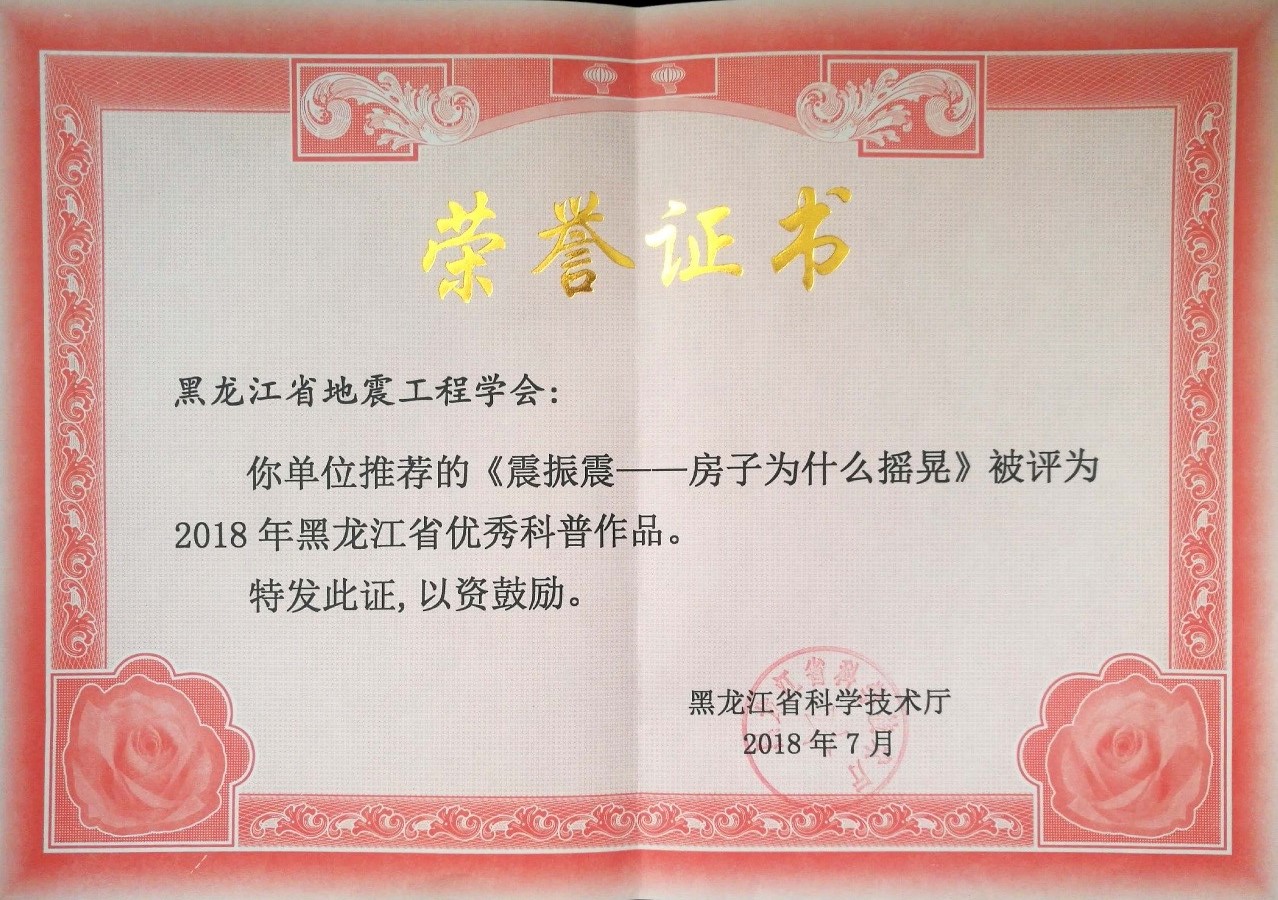 荣誉证书
黑龙江省地震工程学会:
你单位推荐的《震振震——房子为什么摇晃》被评为
2018年黑龙江省优秀科普作品。
特发此证,以资鼓励。
黑龙江省科学技术厅
2018年7月